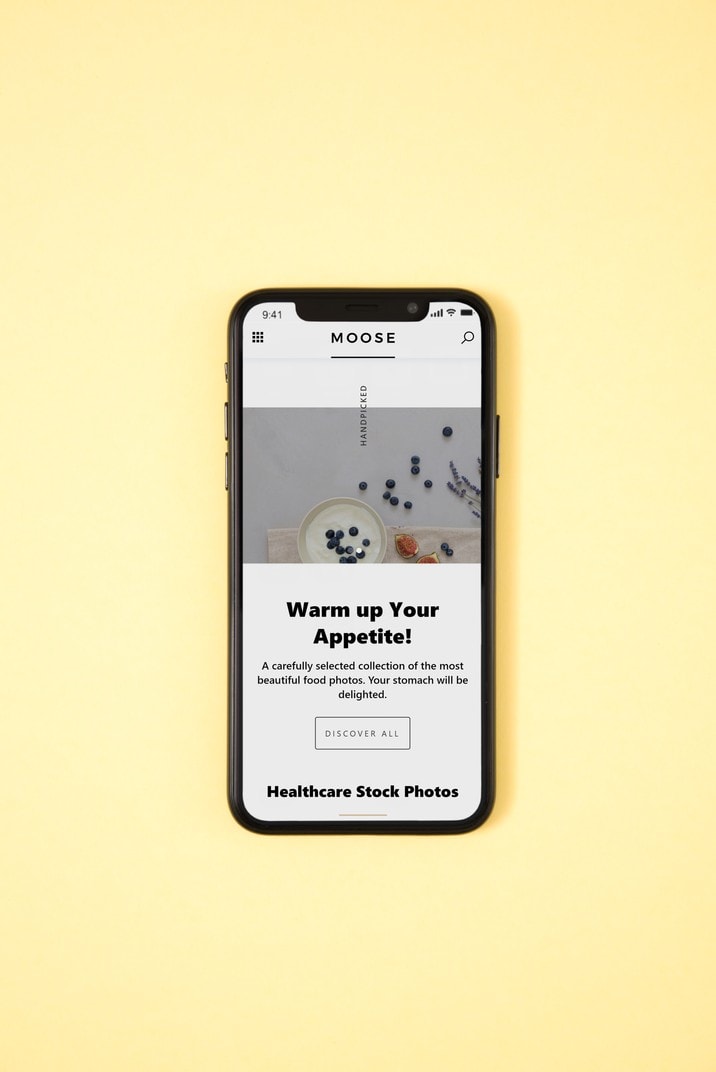 9:41
MOOSE
HANDPICKED
Warm up Your
Appetite!
A carefully selected collection of the most
beautiful food photos. Your stomach will be
delighted.
DISCOVER ALL
Healthcare Stock Photos